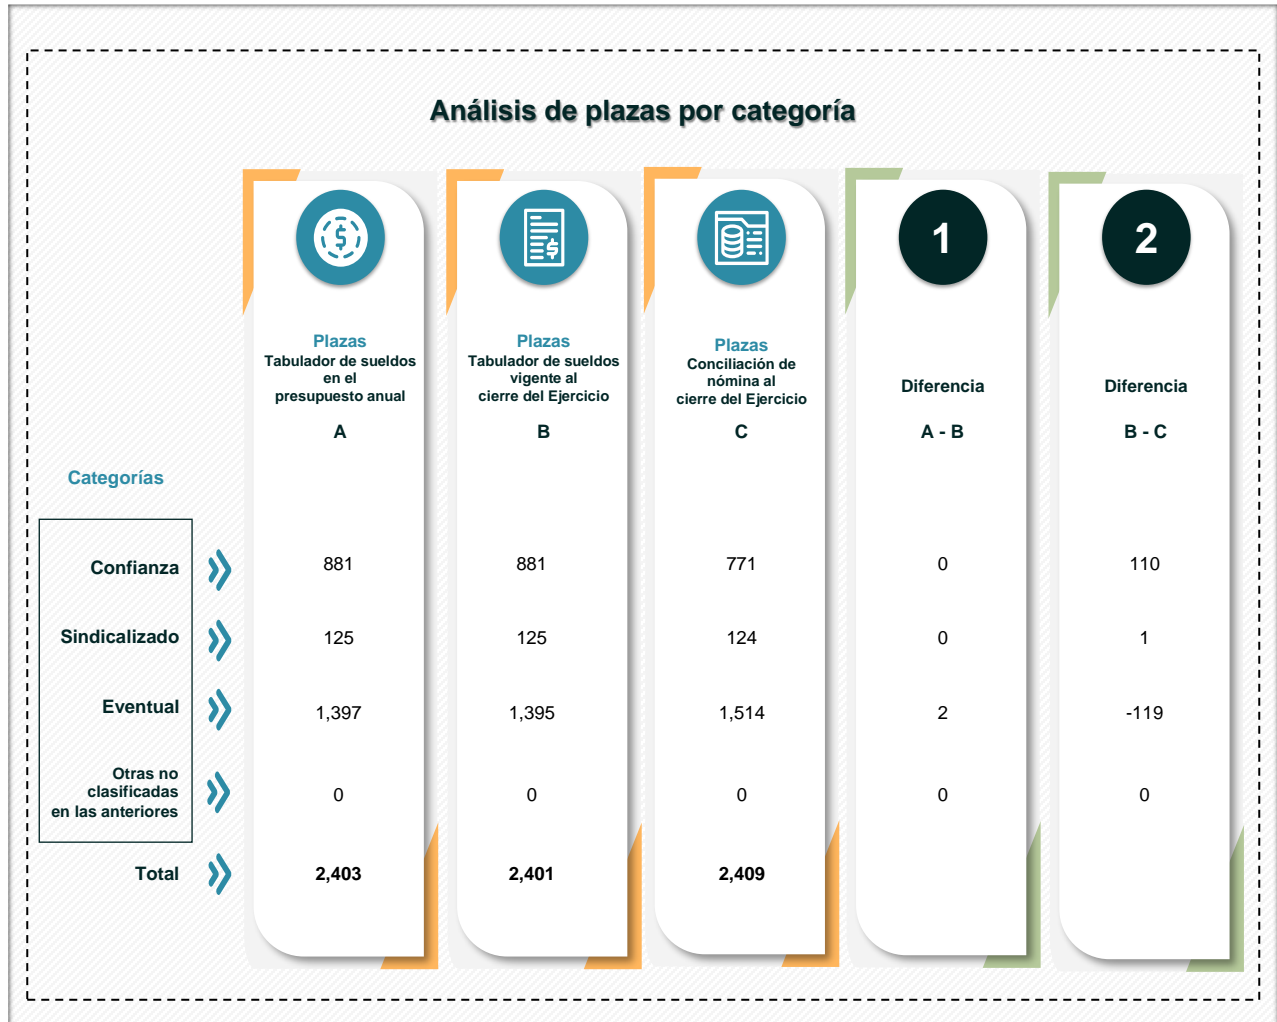 Análisis de plazas por categoría
1
2
Plazas
Tabulador de sueldos
en el
presupuesto anual
A
Plazas
Tabulador de sueldos
vigente al
cierre del Ejercicio
B
Plazas
Conciliación de
nómina al
cierre del Ejercicio
C
Diferencia
A - B
Diferencia
B - C
Categorías
Confianza 881 881 771 0 110
Sindicalizado 125 125 124 0 1
Eventual 1,397 1,395 1,514 2 -119
Otras no
clasificadas
en las anteriores
0 0 0 0 0
Total 2,403 2,401 2,409